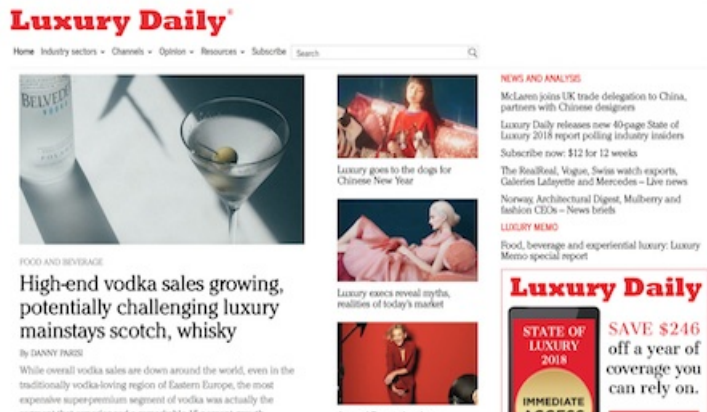 Luxury Daily®
Home Industry sectors Channels Opinion Resources Subscribe Search
BELVEDE
VODKA
FOOD AND BEVERAGE
High-end vodka sales growing,
potentially challenging luxury
mainstays scotch, whisky
By DANNY PARISI
While overall vodka sales are down around the world, even in the
traditionally vodka-loving region of Eastern Europe, the most
expensive super-premium segment of vodka was actually the
Luxury goes to the dogs for
Chinese New Year
Luxury execs reveal myths,
realities of today's market
NEWS AND ANALYSIS
McLaren joins UK trade delegation to China,
partners with Chinese designers
Luxury Daily releases new 40-page State of
Luxury 2018 report polling industry insiders
Subscribe now: $12 for 12 weeks
The RealReal, Vogue, Swiss watch exports,
Galeries Lafayette and Mercedes – Live news
Norway, Architectural Digest, Mulberry and
fashion CEOs – News briefs
LUXURY MEMO
Food, beverage and experiential luxury: Luxury
Memo special report
Luxury Daily
STATE OF
LUXURY
2018
IMMEDIATE
ACCESS
SAVE $246
off a year of
coverage you
can rely on.